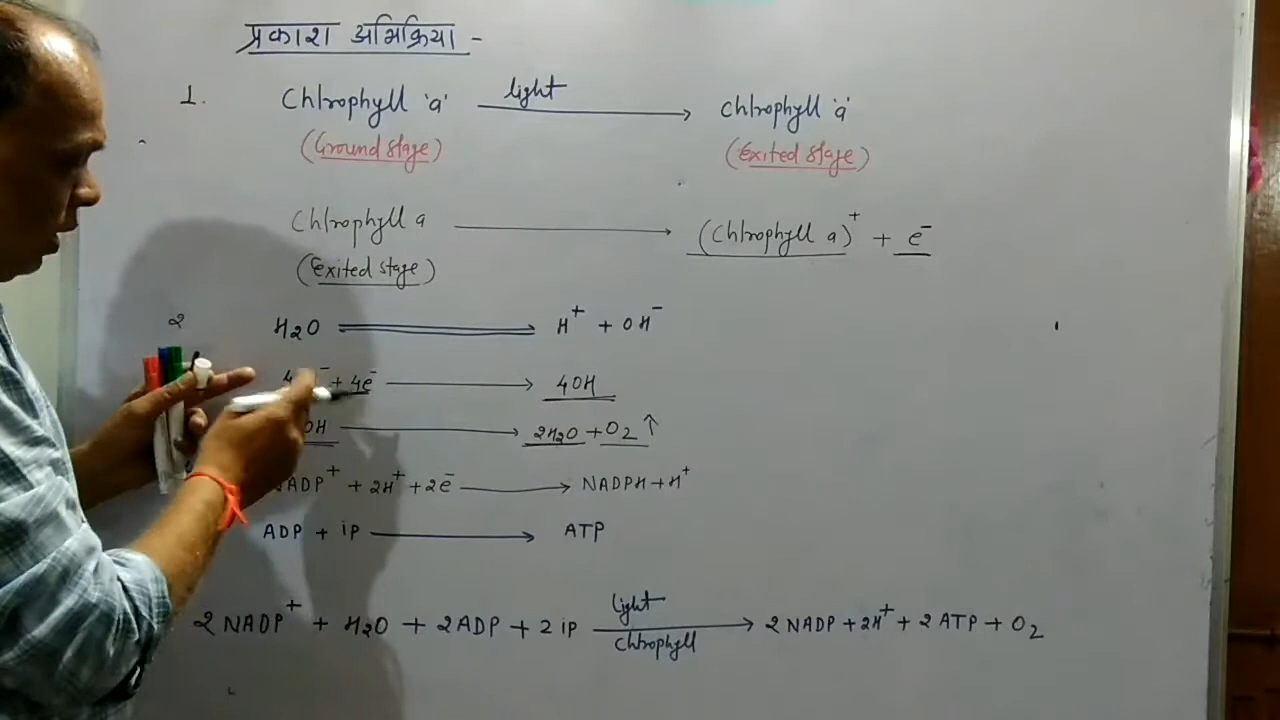 प्रकाश अभिक्रिया -
1. Chlrophyll 'a' light → Chlrophyll 'a'
(Ground stage) (Exited stage)
Chlrophyll a → (Chlrophyll a)⁺ + e⁻
(Exited stage)
2 H₂O ⇌ H⁺ + OH⁻
4 ⁻ + 4e⁻ → 4OH
OH → 2H₂O + O₂ ↑
NADP⁺ + 2H⁺ + 2e⁻ → NADPH + H⁺
ADP + iP → ATP
2 NADP⁺ + H₂O + 2ADP + 2 iP light → chlrophyll 2 NADP + 2H⁺ + 2 ATP + O₂